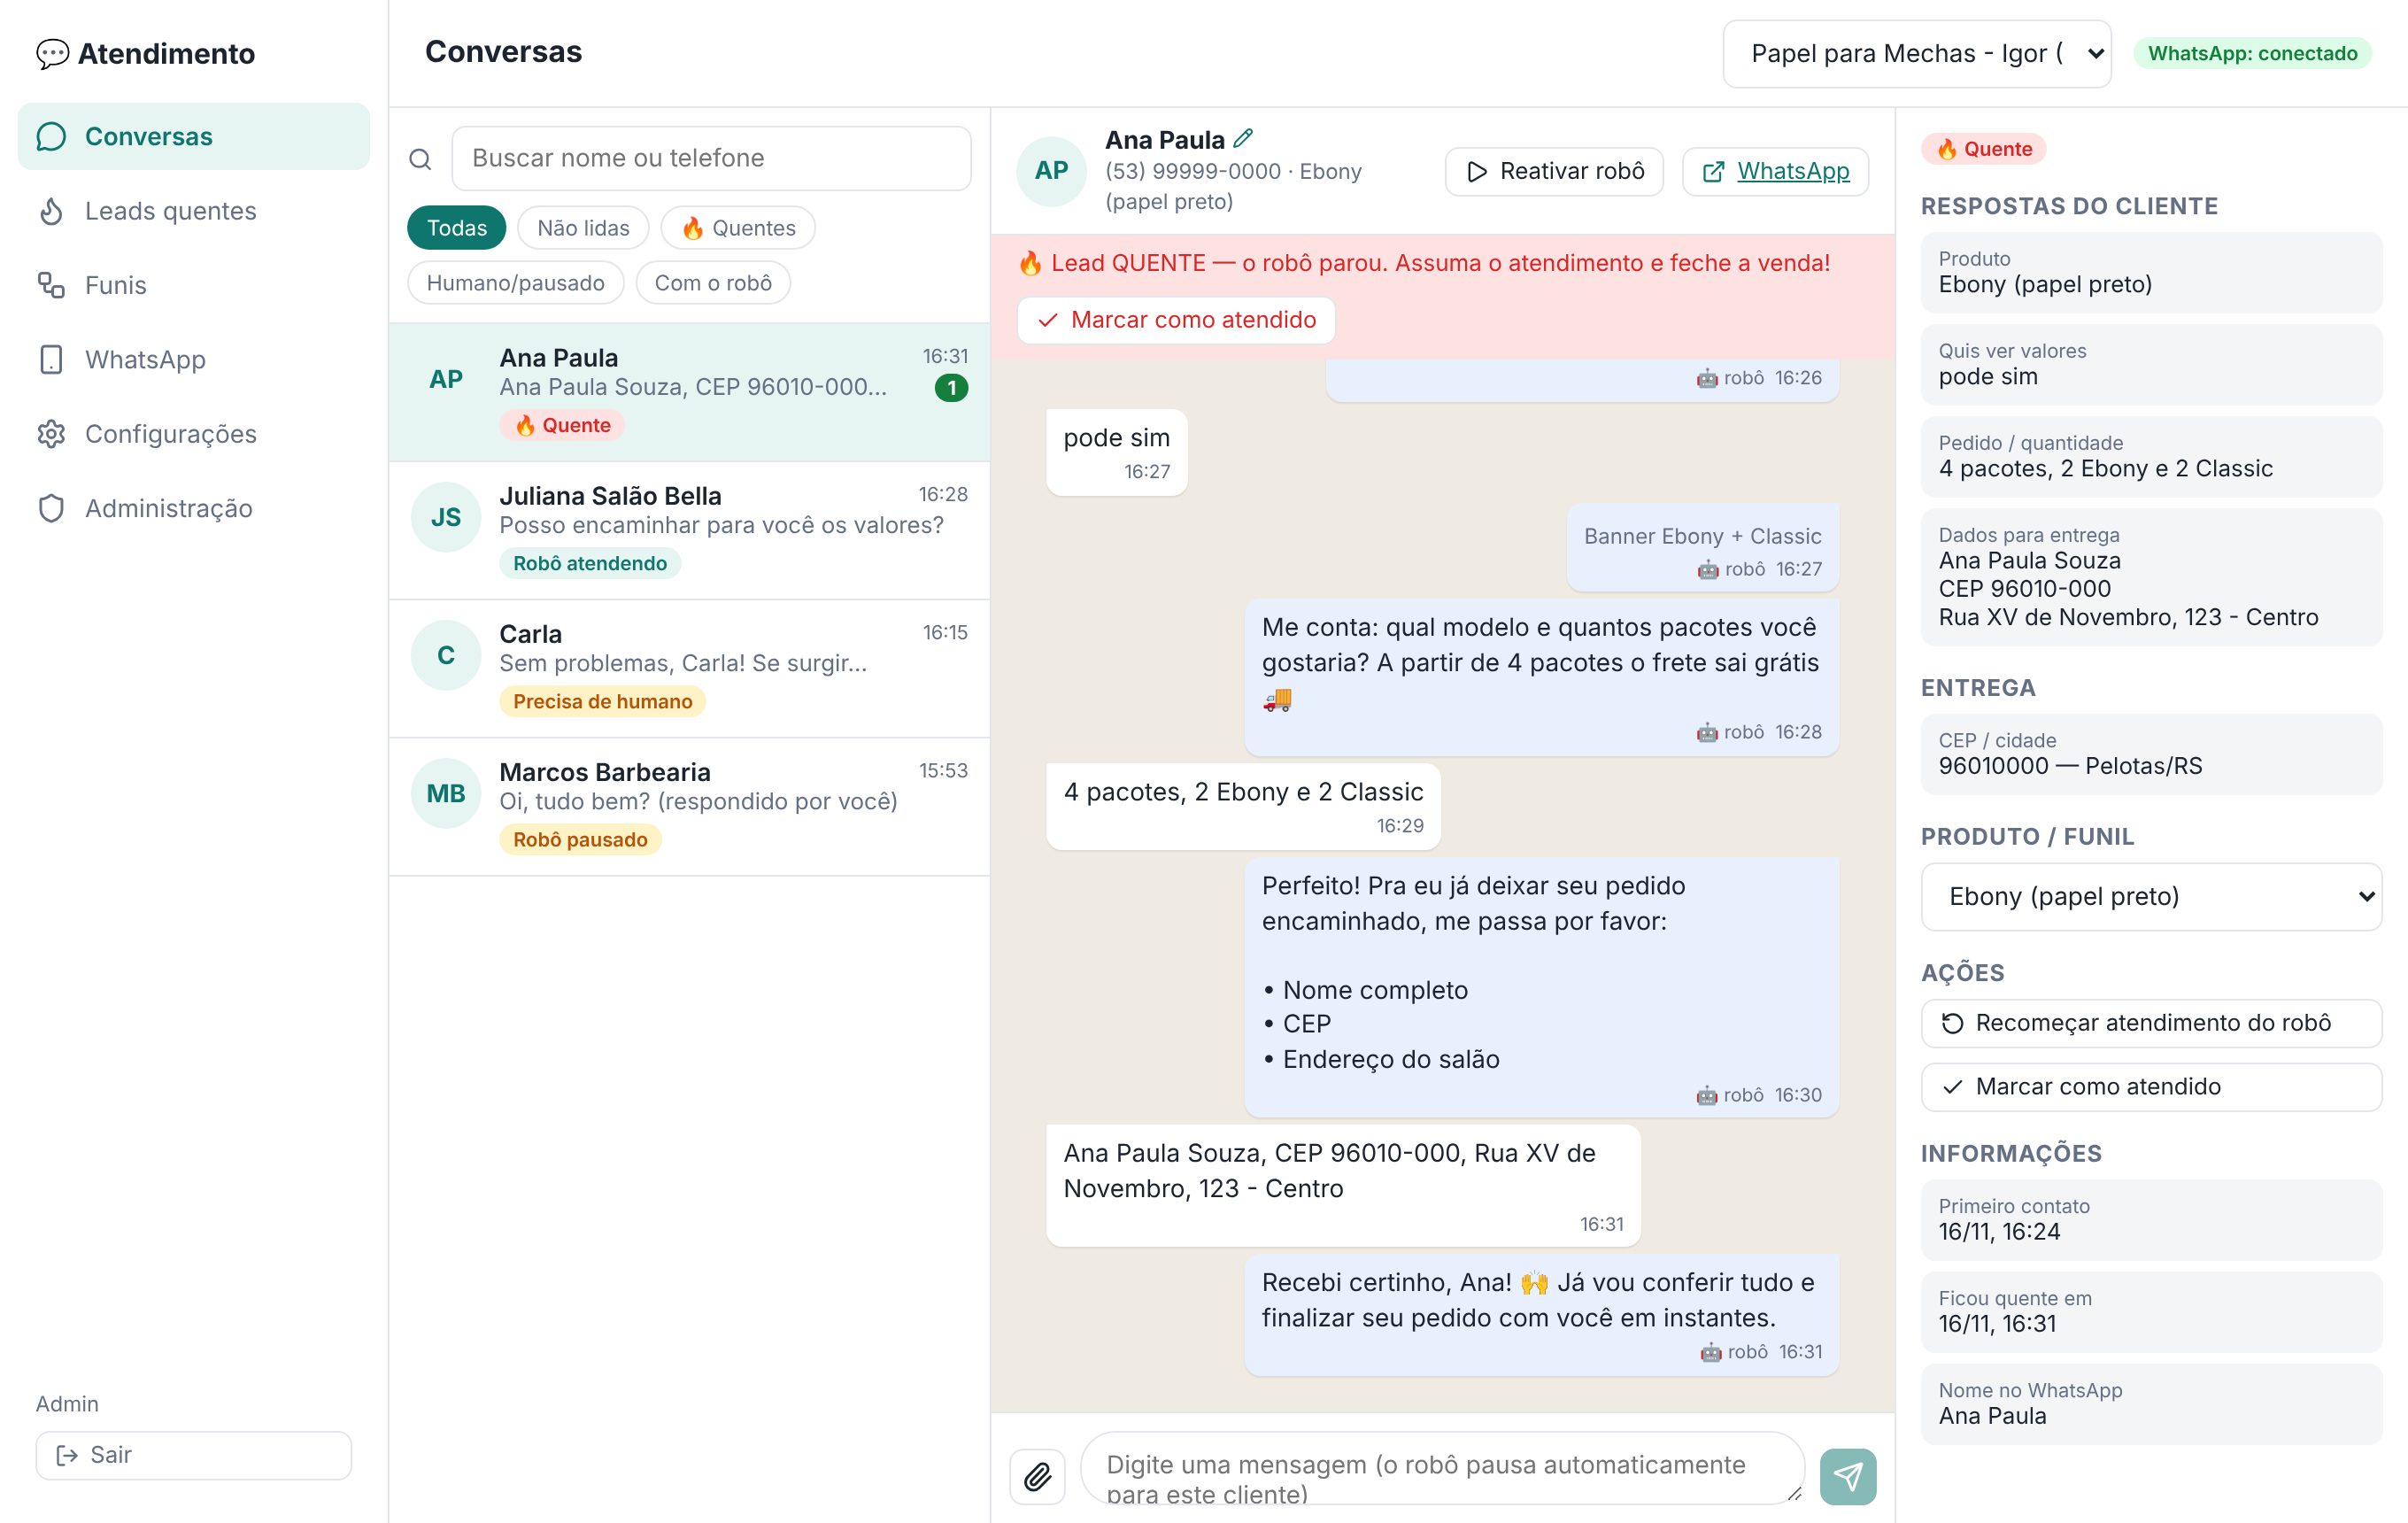 💬 Atendimento
Conversas
Leads quentes
Funis
WhatsApp
Configurações
Administração
Admin
Sair
Conversas
Papel para Mechas - Igor (
WhatsApp: conectado
Buscar nome ou telefone
Todas
Não lidas
🔥 Quentes
Humano/pausado
Com o robô
AP
Ana Paula
16:31
Ana Paula Souza, CEP 96010-000...
1
🔥 Quente
JS
Juliana Salão Bella
16:28
Posso encaminhar para você os valores?
Robô atendendo
C
Carla
16:15
Sem problemas, Carla! Se surgir...
Precisa de humano
MB
Marcos Barbearia
15:53
Oi, tudo bem? (respondido por você)
Robô pausado
AP
Ana Paula
(53) 99999-0000 · Ebony
(papel preto)
Reativar robô
WhatsApp
🔥 Lead QUENTE — o robô parou. Assuma o atendimento e feche a venda!
Marcar como atendido
🤖 robô 16:26
pode sim
16:27
Banner Ebony + Classic
🤖 robô 16:27
Me conta: qual modelo e quantos pacotes você
gostaria? A partir de 4 pacotes o frete sai grátis
🚚
🤖 robô 16:28
4 pacotes, 2 Ebony e 2 Classic
16:29
Perfeito! Pra eu já deixar seu pedido
encaminhado, me passa por favor:
• Nome completo
• CEP
• Endereço do salão
🤖 robô 16:30
Ana Paula Souza, CEP 96010-000, Rua XV de
Novembro, 123 - Centro
16:31
Recebi certinho, Ana! 🙌 Já vou conferir tudo e
finalizar seu pedido com você em instantes.
🤖 robô 16:31
Digite uma mensagem (o robô pausa automaticamente
para este cliente)
🔥 Quente
RESPOSTAS DO CLIENTE
Produto
Ebony (papel preto)
Quis ver valores
pode sim
Pedido / quantidade
4 pacotes, 2 Ebony e 2 Classic
Dados para entrega
Ana Paula Souza
CEP 96010-000
Rua XV de Novembro, 123 - Centro
ENTREGA
CEP / cidade
96010000 — Pelotas/RS
PRODUTO / FUNIL
Ebony (papel preto)
AÇÕES
Recomeçar atendimento do robô
Marcar como atendido
INFORMAÇÕES
Primeiro contato
16/11, 16:24
Ficou quente em
16/11, 16:31
Nome no WhatsApp
Ana Paula